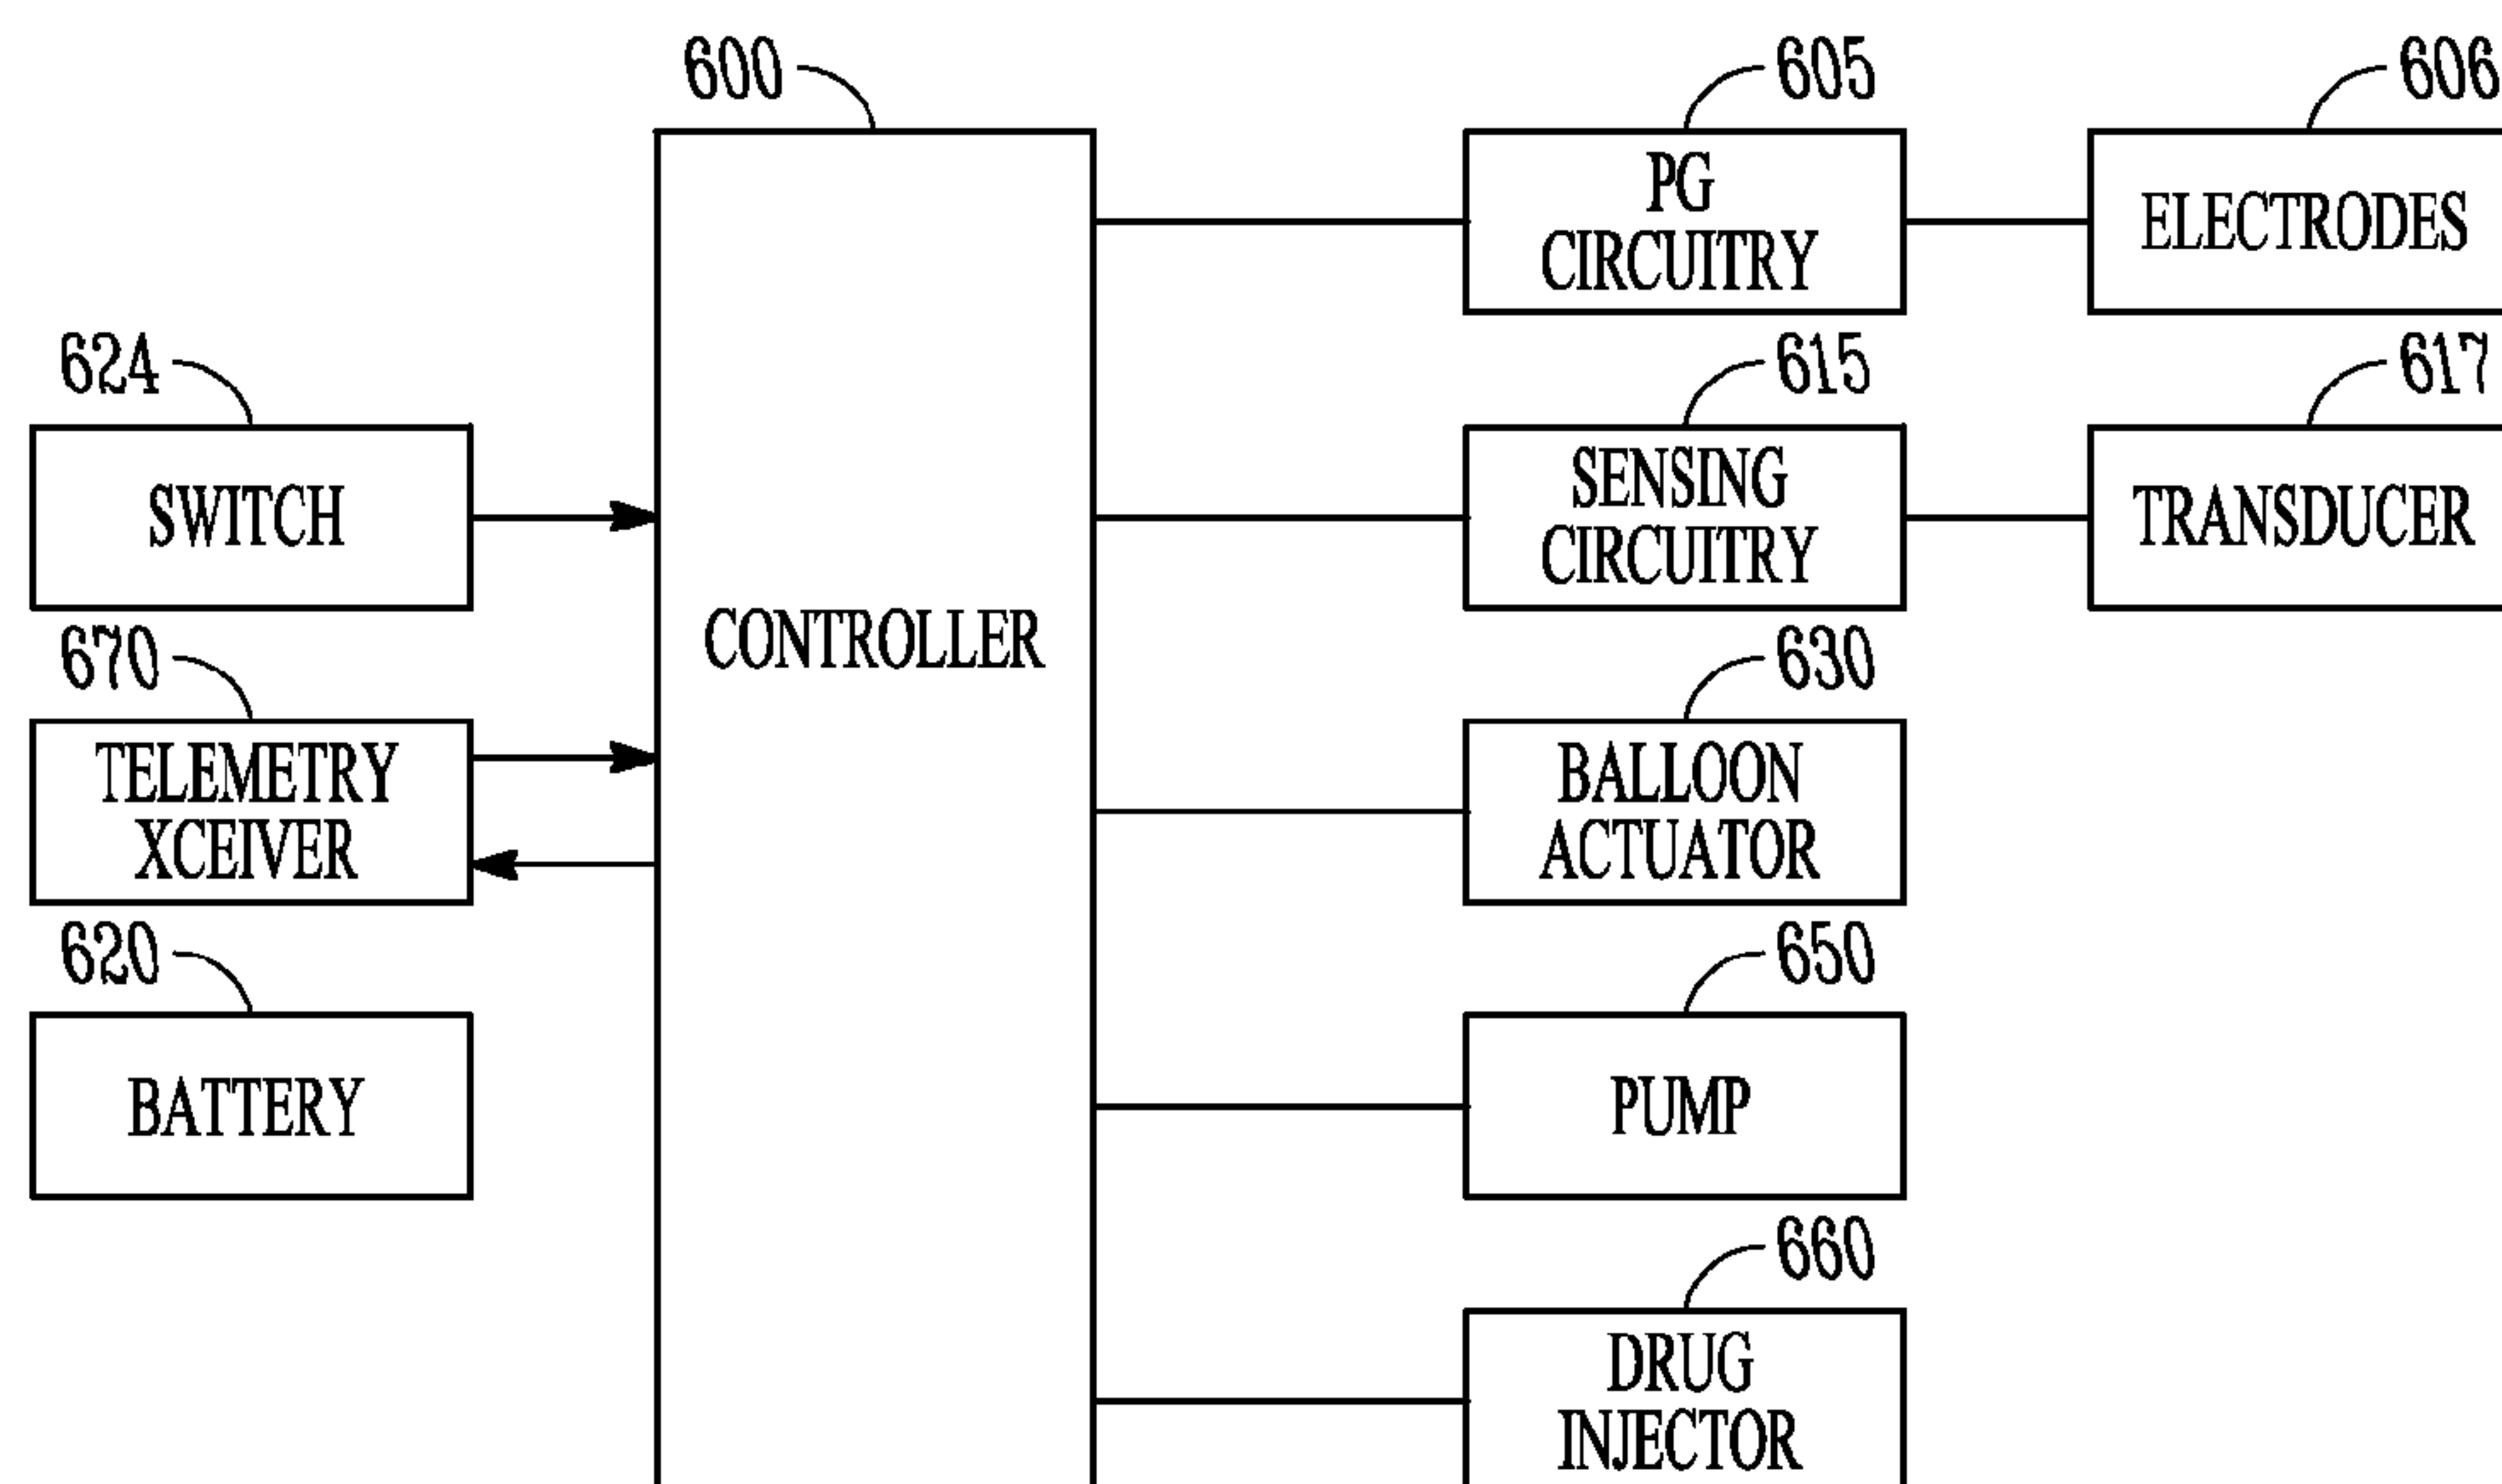 600
605
606
PG
CIRCUITRY
ELECTRODES
624
615
617
SWITCH
SENSING
CIRCUITRY
TRANSDUCER
CONTROLLER
670
630
TELEMETRY
XCEIVER
BALLOON
ACTUATOR
620
650
BATTERY
PUMP
660
DRUG
INJECTOR